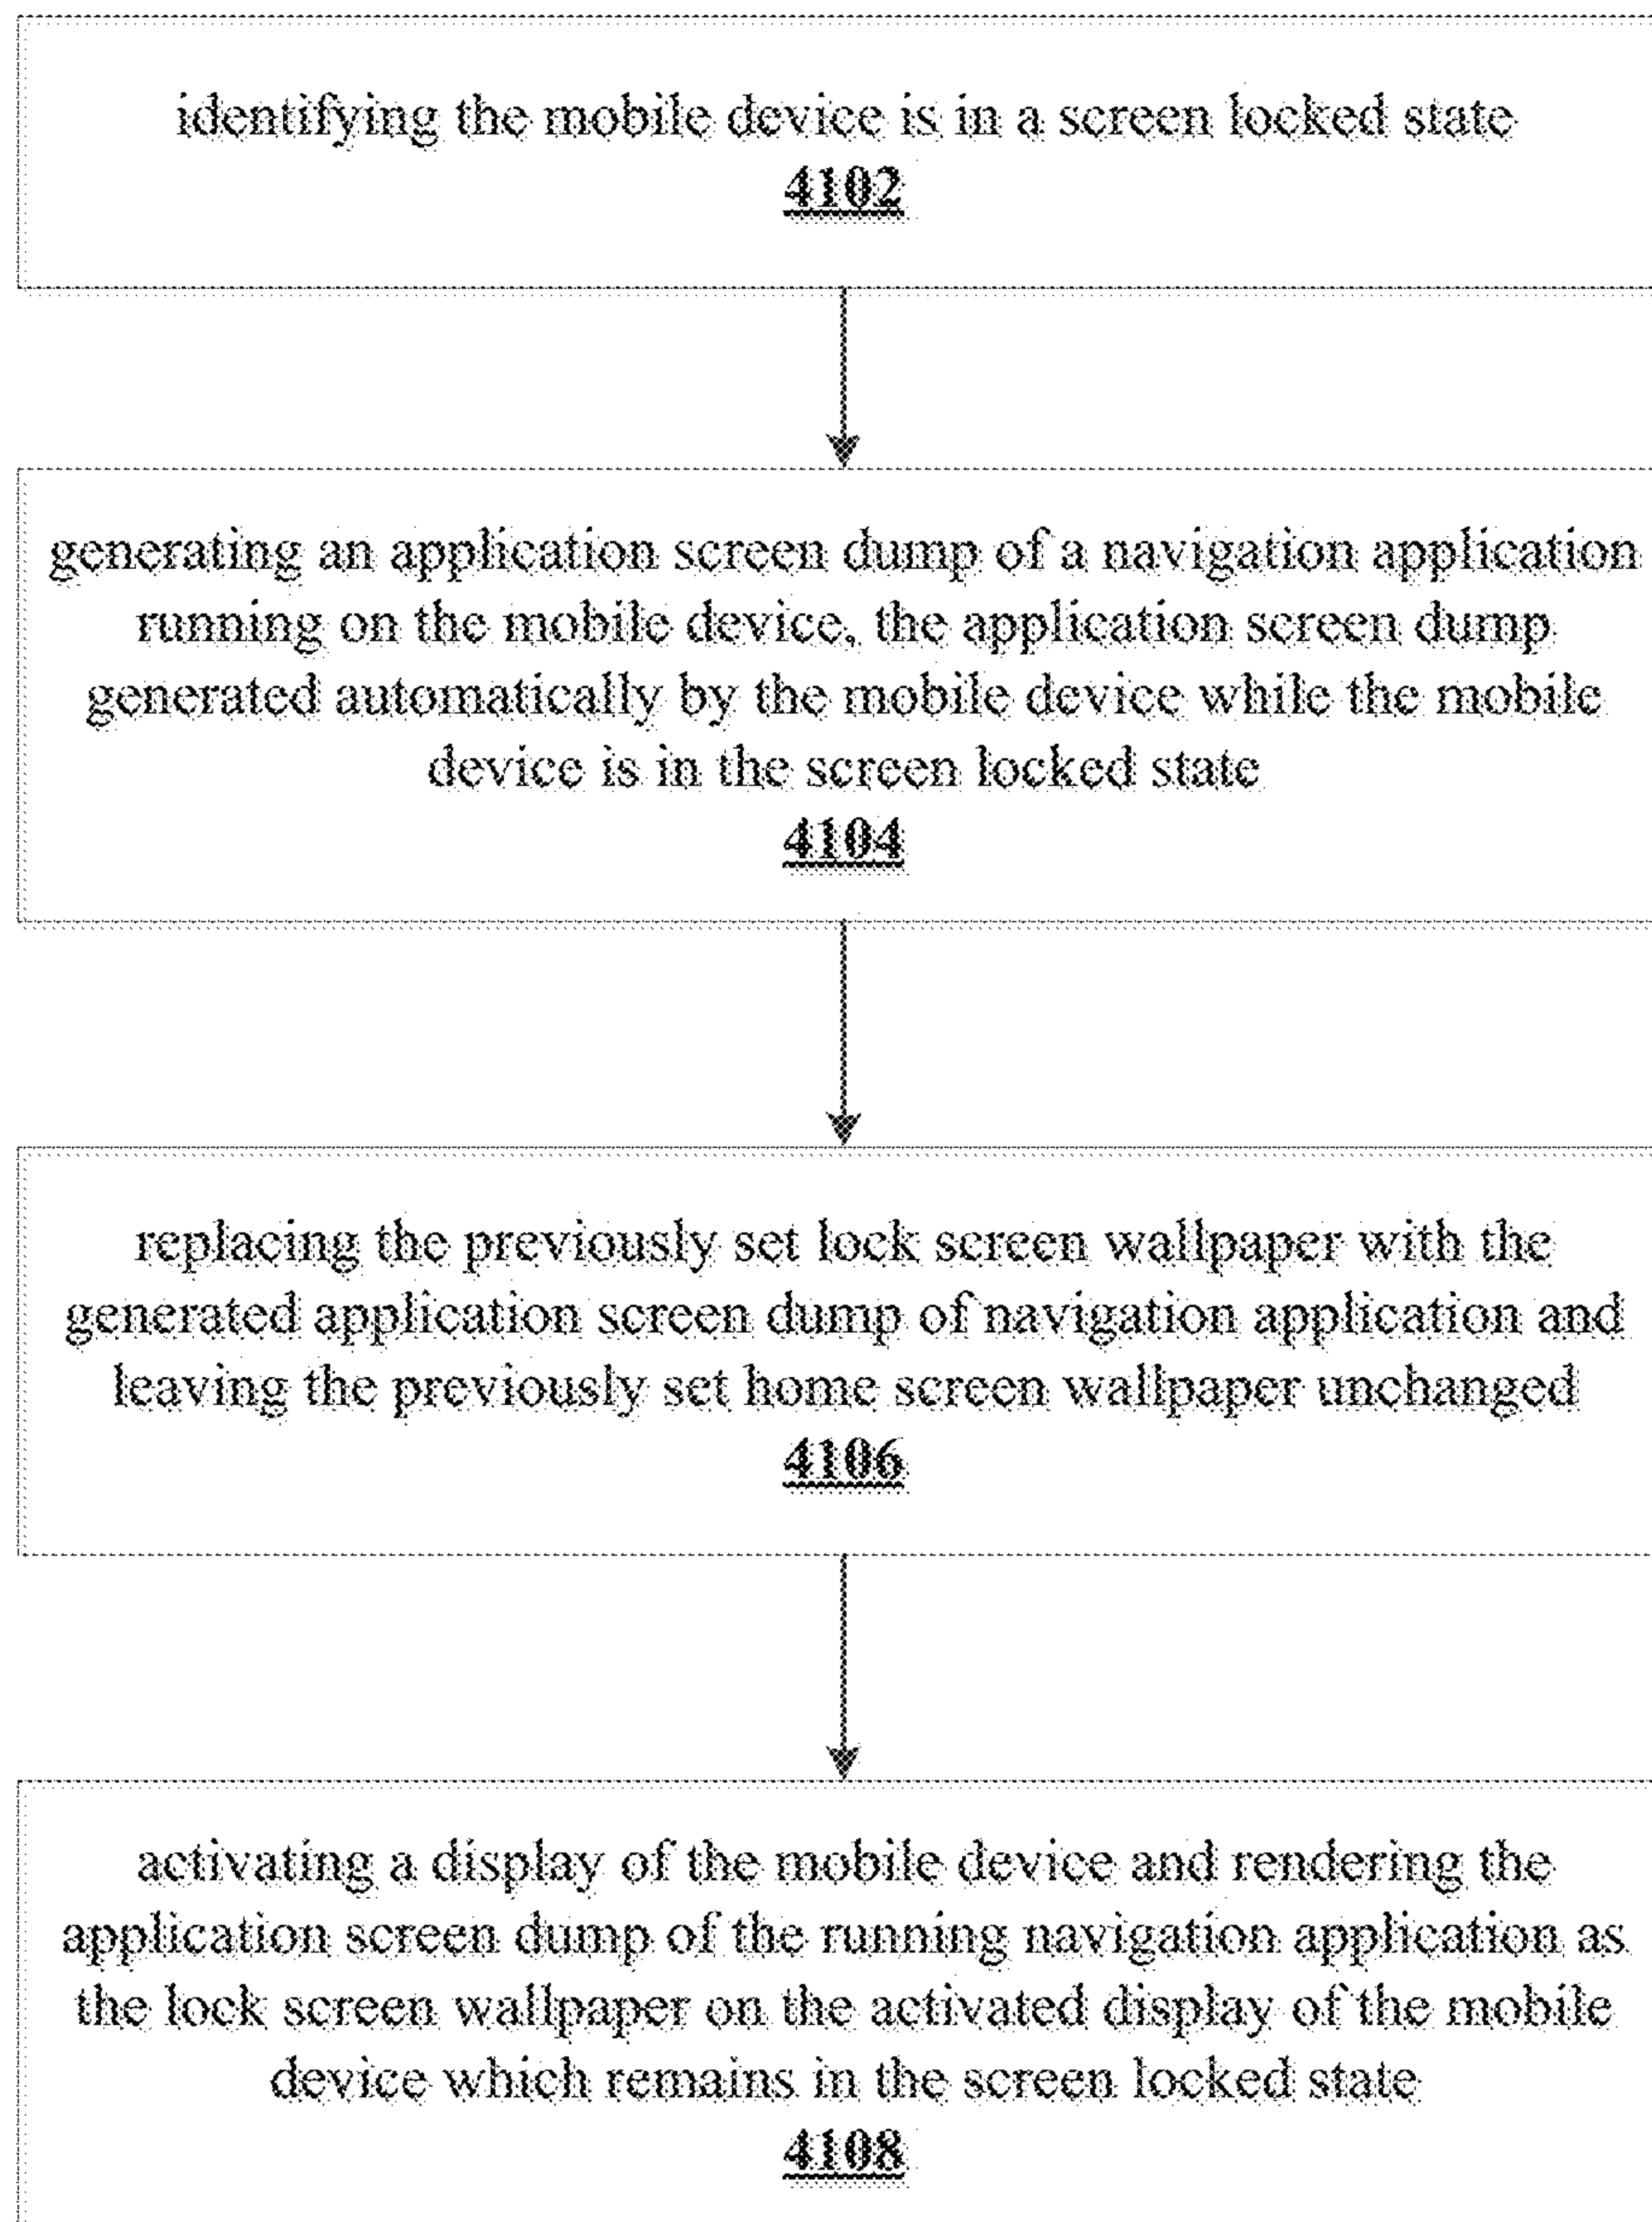 identifying the mobile device is in a screen locked state
4102
generating an application screen dump of a navigation application
running on the mobile device, the application screen dump
generated automatically by the mobile device while the mobile
device is in the screen locked state
4104
replacing the previously set lock screen wallpaper with the
generated application screen dump of navigation application and
leaving the previously set home screen wallpaper unchanged
4106
activating a display of the mobile device and rendering the
application screen dump of the running navigation application as
the lock screen wallpaper on the activated display of the mobile
device which remains in the screen locked state
4108